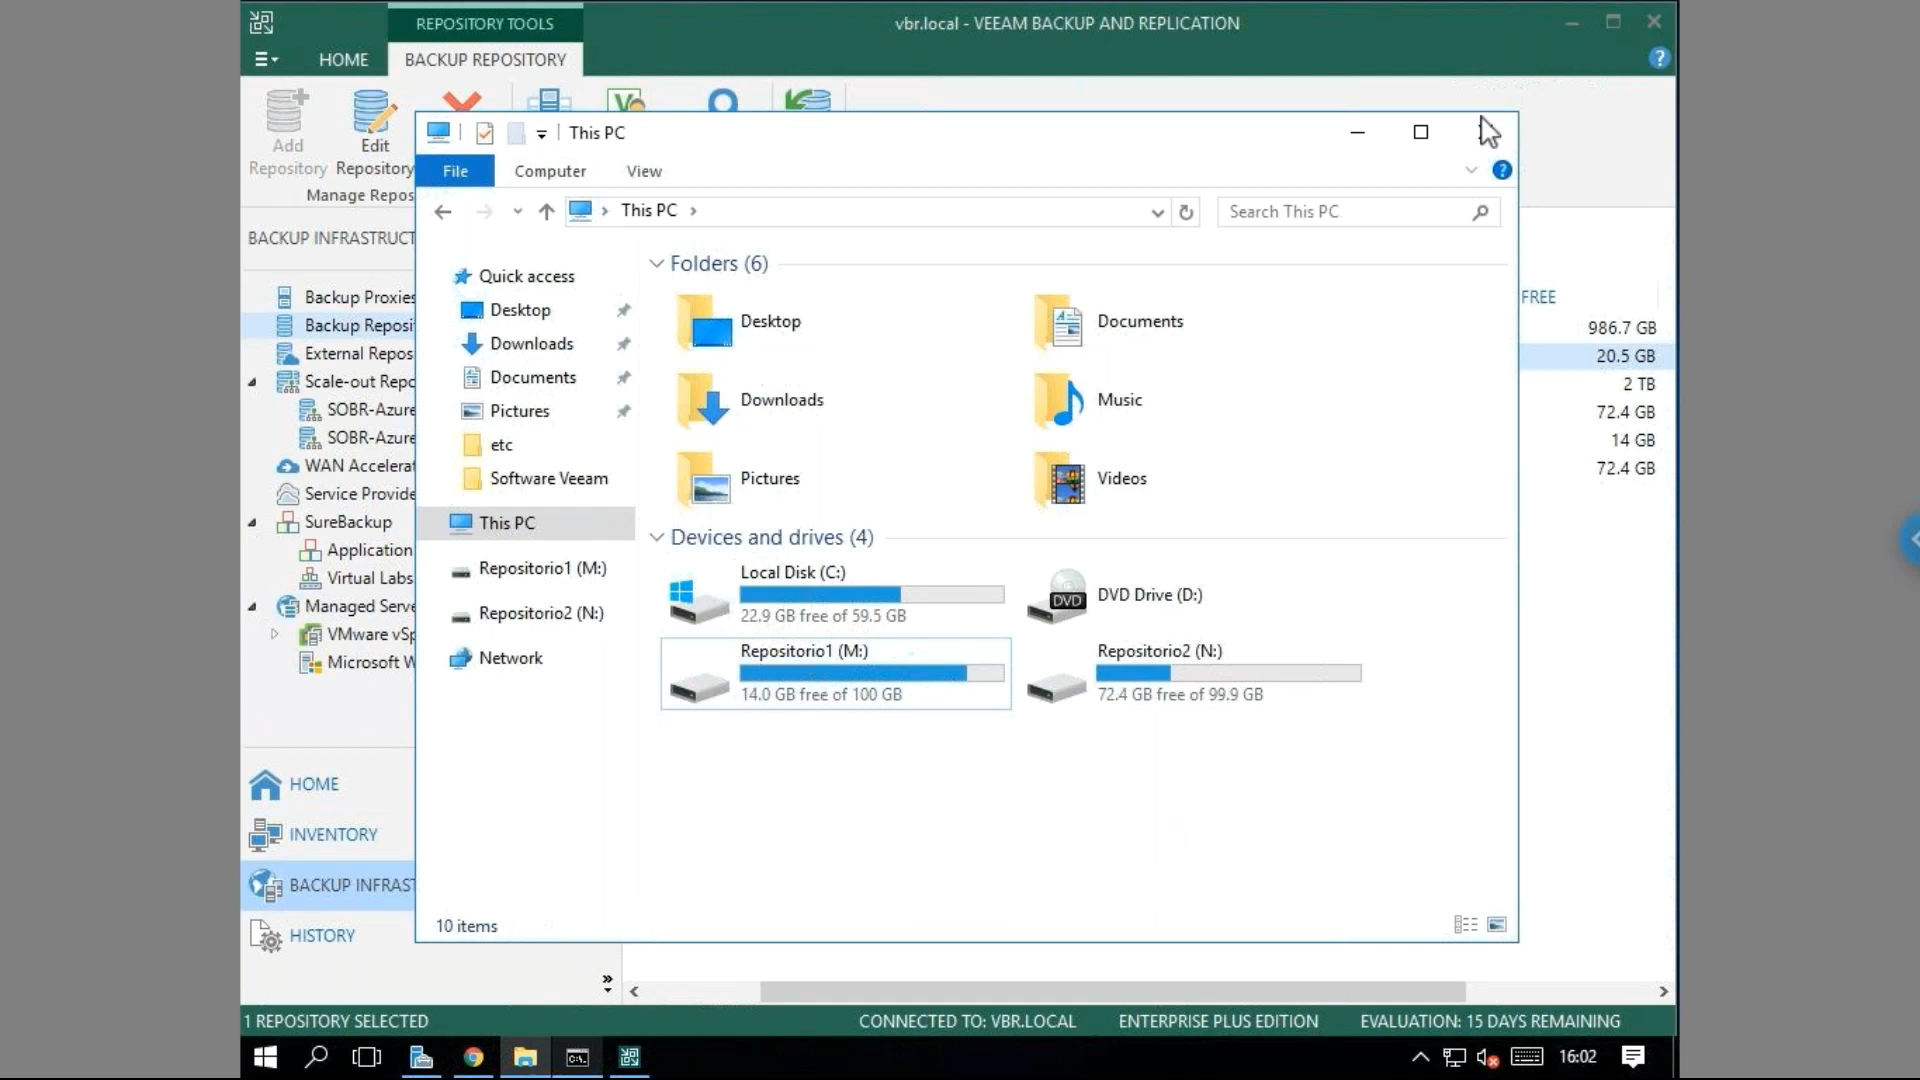 REPOSITORY TOOLS
vbr.local - VEEAM BACKUP AND REPLICATION
HOME
BACKUP REPOSITORY
?
Add
Repository
Edit
Repository
Manage Repos
This PC
File
Computer
View
?
This PC
Search This PC
BACKUP INFRASTRUCT
Backup Proxies
Backup Reposi
External Repos
Scale-out Repo
SOBR-Azure
SOBR-Azure
WAN Accelerat
Service Provide
SureBackup
Application
Virtual Labs
Managed Serve
VMware vSp
Microsoft W
HOME
INVENTORY
BACKUP INFRAST
HISTORY
Quick access
Desktop
Downloads
Documents
Pictures
etc
Software Veeam
This PC
Repositorio1 (M:)
Repositorio2 (N:)
Network
Folders (6)
Desktop
Documents
Downloads
Music
Pictures
Videos
Devices and drives (4)
Local Disk (C:)
22.9 GB free of 59.5 GB
DVD
DVD Drive (D:)
Repositorio1 (M:)
14.0 GB free of 100 GB
Repositorio2 (N:)
72.4 GB free of 99.9 GB
10 items
FREE
986.7 GB
20.5 GB
2 TB
72.4 GB
14 GB
72.4 GB
1 REPOSITORY SELECTED
CONNECTED TO: VBR.LOCAL
ENTERPRISE PLUS EDITION
EVALUATION: 15 DAYS REMAINING
16:02